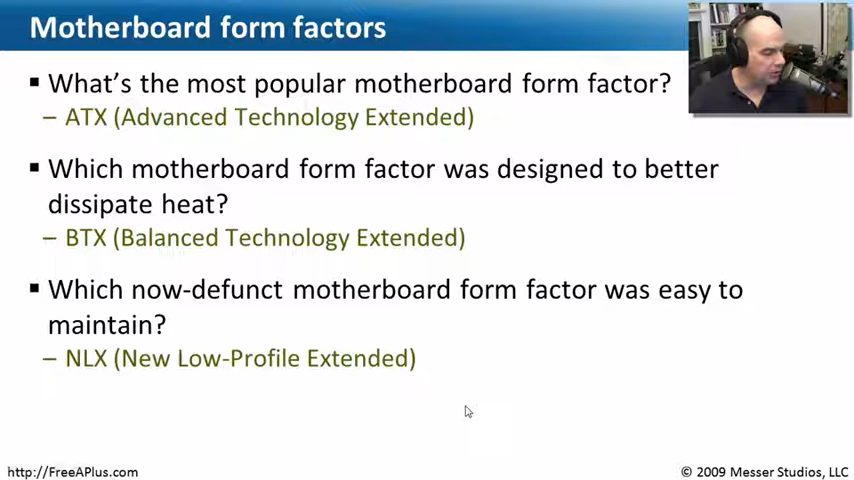 Motherboard form factors
▪ What's the most popular motherboard form factor?
– ATX (Advanced Technology Extended)
▪ Which motherboard form factor was designed to better
dissipate heat?
– BTX (Balanced Technology Extended)
▪ Which now-defunct motherboard form factor was easy to
maintain?
– NLX (New Low-Profile Extended)
http://FreeAPlus.com
© 2009 Messer Studios, LLC